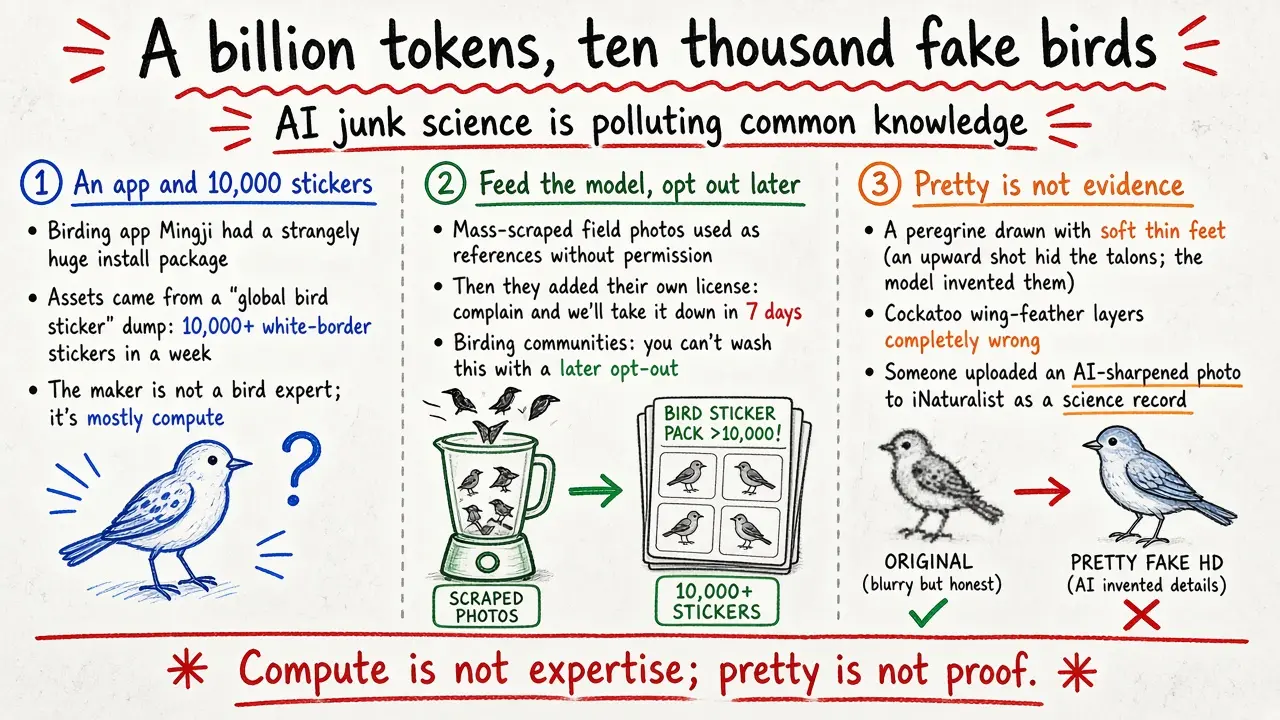 A billion tokens, ten thousand fake birds
AI junk science is polluting common knowledge
1 An app and 10,000 stickers
• Birding app Mingji had a strangely
huge install package
• Assets came from a "global bird
sticker" dump: 10,000+ white-border
stickers in a week
• The maker is not a bird expert;
it's mostly compute
?
2 Feed the model, opt out later
• Mass-scraped field photos used as
references without permission
• Then they added their own license:
complain and we'll take it down in 7 days
• Birding communities: you can't wash
this with a later opt-out
BIRD STICKER
PACK >10,000!
SCRAPED
PHOTOS
10,000+
STICKERS
3 Pretty is not evidence
• A peregrine drawn with soft thin feet
(an upward shot hid the talons; the
model invented them)
• Cockatoo wing-feather layers
completely wrong
• Someone uploaded an AI-sharpened photo
to iNaturalist as a science record
ORIGINAL
(blurry but honest)
PRETTY FAKE HD
(AI invented details)
Compute is not expertise; pretty is not proof.